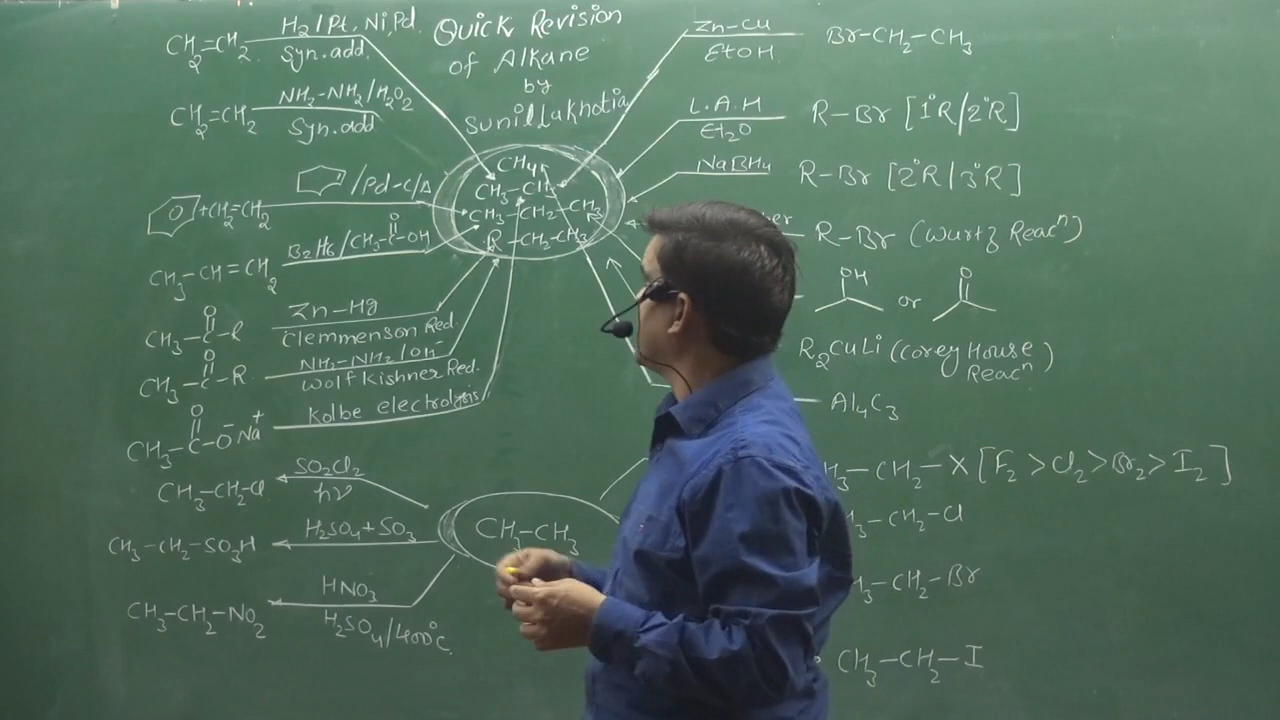 Quick Revision
of Alkane
by
Sunil Lakhotia
CH2=CH2 H2/Pt, Ni, Pd.
Syn.add.
CH2=CH2 NH2-NH2/H2O2
Syn.add
+CH2=CH2 /Pd-C/Δ
CH3-CH=CH2 B2H6/CH3-C(=O)-OH
CH3-C(=O)-R Zn-Hg
Clemmenson Red.
CH3-C(=O)-R NH2-NH2/OH⁻
Wolf Kishner Red.
CH3-C(=O)-O⁻Na⁺ Kolbe electrolysis
CH4
CH3-CH3
CH3-CH2-CH3
R-CH2-CH3
Zn-Cu Br-CH2-CH3
EtOH
L.A.H R-Br [1°R/2°R]
Et2O
NaBH4 R-Br [2°R/3°R]
R-Br (Wurtz Reacⁿ)
OH or O
R2CuLi (Corey House
Reacⁿ)
Al4C3
CH3-CH2-Cl SO2Cl2
hν
CH3-CH2-SO3H H2SO4+SO3
CH3-CH2-NO2 HNO3
H2SO4/400°C
CH3-CH3
-CH2-X [F2>Cl2>Br2>I2]
-CH2-Cl
-CH2-Br
CH3-CH2-I